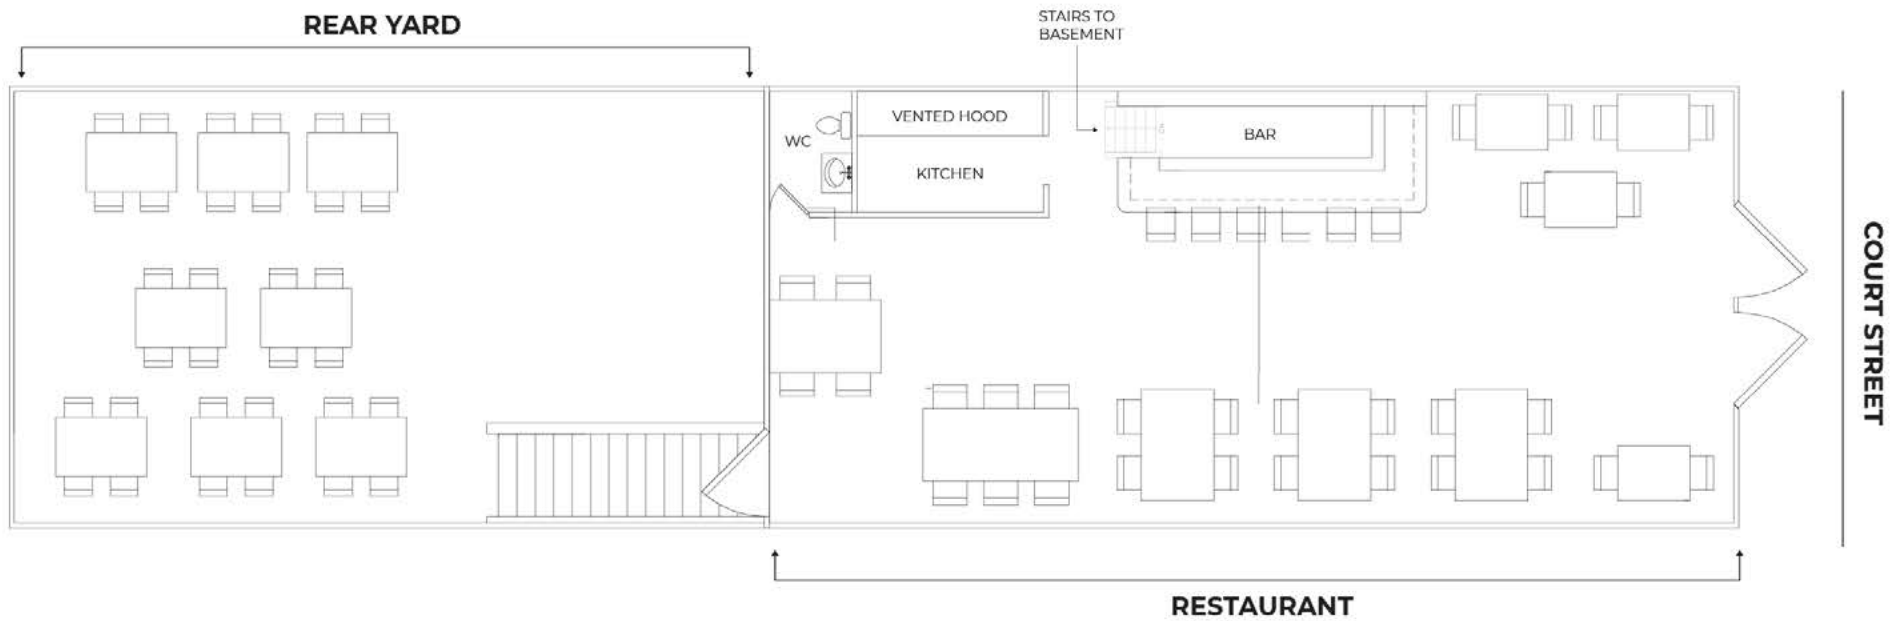 REAR YARD
STAIRS TO
BASEMENT
VENTED HOOD
WC
BAR
KITCHEN
COURT STREET
RESTAURANT